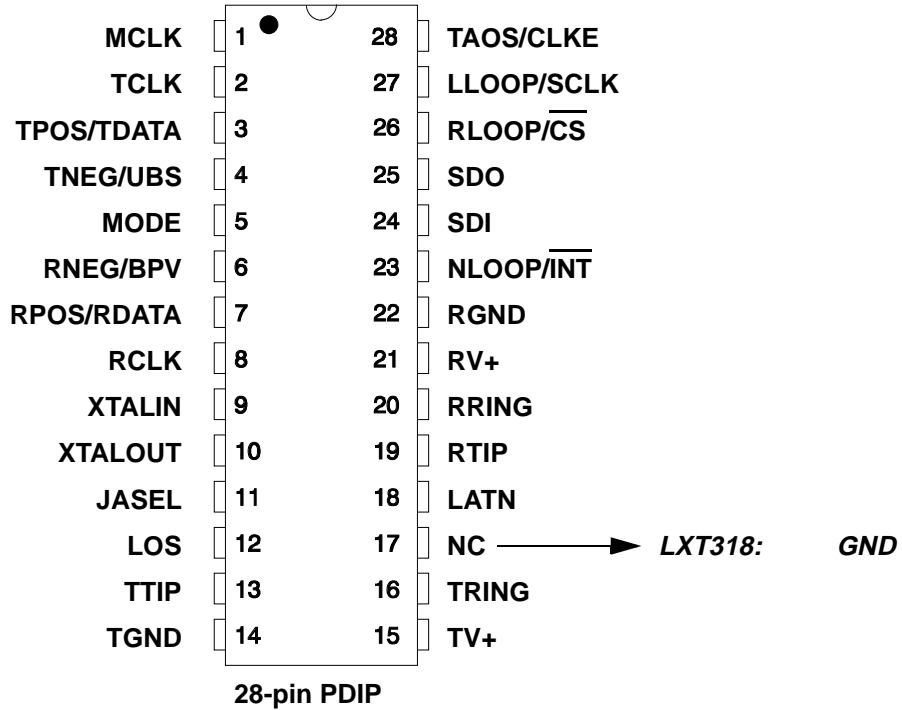 MCLK 1 28 TAOS/CLKE
TCLK 2 27 LLOOP/SCLK
TPOS/TDATA 3 26 RLOOP/C̅S̅
TNEG/UBS 4 25 SDO
MODE 5 24 SDI
RNEG/BPV 6 23 NLOOP/I̅N̅T̅
RPOS/RDATA 7 22 RGND
RCLK 8 21 RV+
XTALIN 9 20 RRING
XTALOUT 10 19 RTIP
JASEL 11 18 LATN
LOS 12 17 NC LXT318: GND
TTIP 13 16 TRING
TGND 14 15 TV+
28-pin PDIP